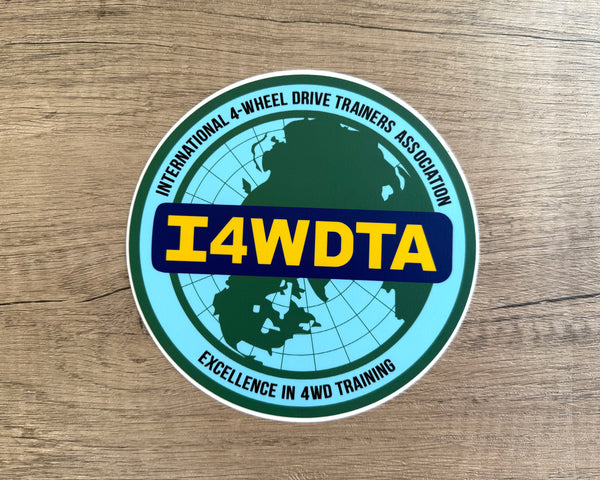 INTERNATIONAL 4-WHEEL DRIVE TRAINERS ASSOCIATION
I4WDTA
EXCELLENCE IN 4WD TRAINING